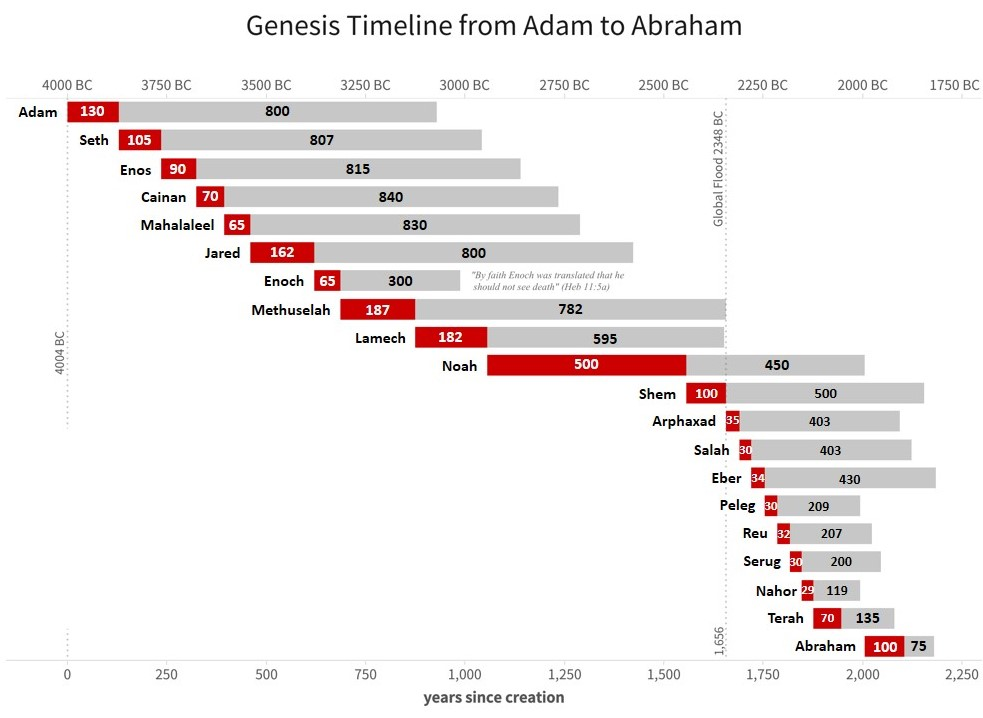 Genesis Timeline from Adam to Abraham
4000 BC 3750 BC 3500 BC 3250 BC 3000 BC 2750 BC 2500 BC 2250 BC 2000 BC 1750 BC
Adam 130 800
Seth 105 807
Enos 90 815
Cainan 70 840
Mahalaleel 65 830
Jared 162 800
Enoch 65 300
"By faith Enoch was translated that he
should not see death" (Heb 11:5a)
Methuselah 187 782
Lamech 182 595
Noah 500 450
Shem 100 500
Arphaxad 35 403
Salah 30 403
Eber 34 430
Peleg 30 209
Reu 32 207
Serug 30 200
Nahor 29 119
Terah 70 135
Abraham 100 75
Global Flood 2348 BC
4004 BC
1,656
0 250 500 750 1,000 1,250 1,500 1,750 2,000 2,250
years since creation